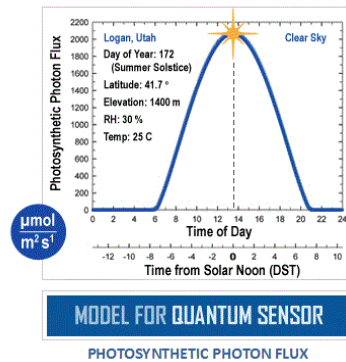 Logan, Utah
Clear Sky
Day of Year: 172
(Summer Solstice)
Latitude: 41.7 °
Elevation: 1400 m
RH: 30 %
Temp: 25 C
Photosynthetic Photon Flux
2200
2000
1800
1600
1400
1200
1000
800
600
400
200
0
0 2 4 6 8 10 12 14 16 18 20 22 24
Time of Day
µmol
m² s¹
-12 -10 -8 -6 -4 -2 0 2 4 6 8 10
Time from Solar Noon (DST)
MODEL FOR QUANTUM SENSOR
PHOTOSYNTHETIC PHOTON FLUX